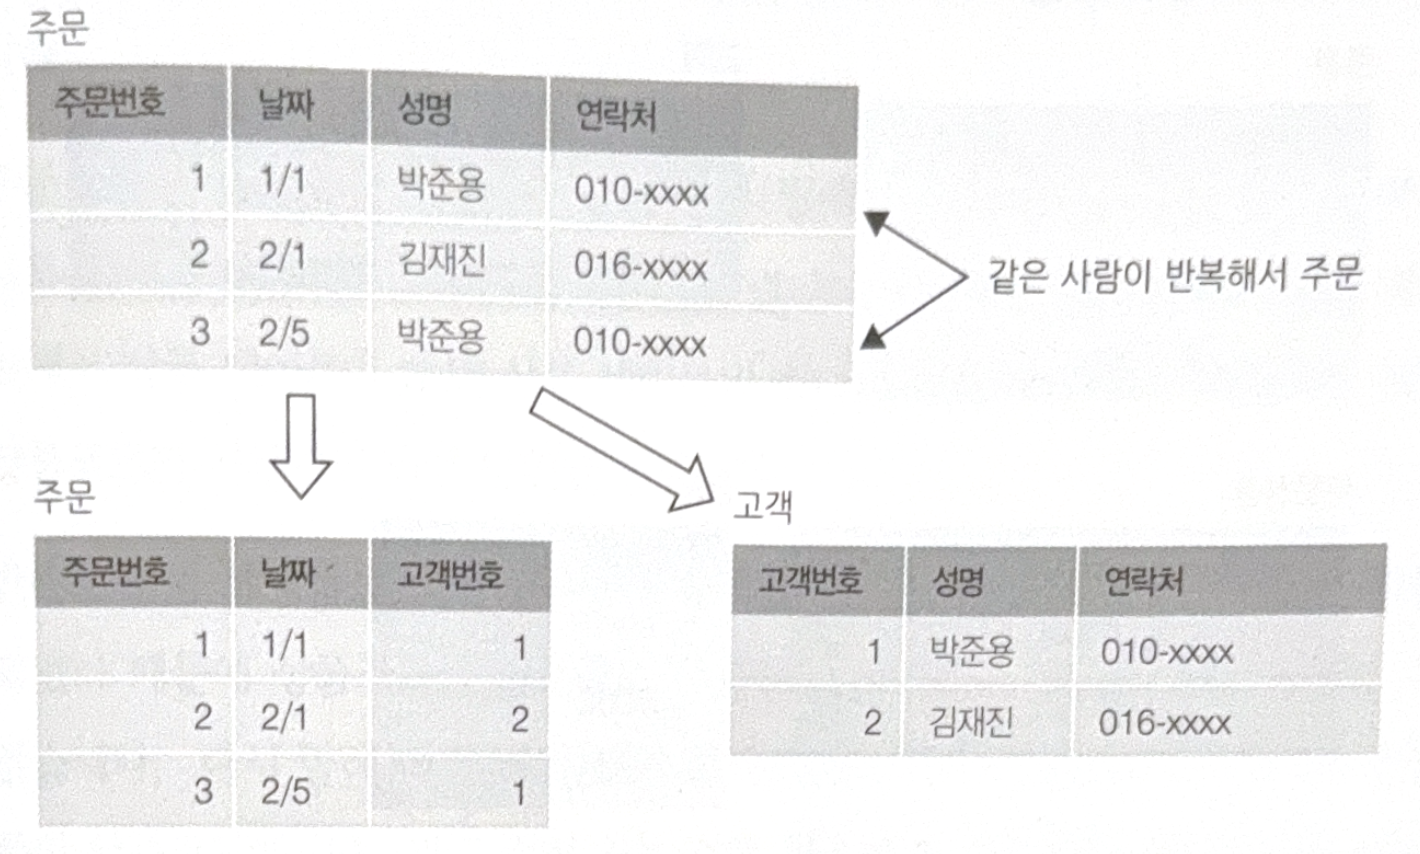 주문
주문번호 날짜 성명 연락처
1 1/1 박준용 010-xxxx
2 2/1 김재진 016-xxxx
3 2/5 박준용 010-xxxx
같은 사람이 반복해서 주문
주문
주문번호 날짜 고객번호
1 1/1 1
2 2/1 2
3 2/5 1
고객
고객번호 성명 연락처
1 박준용 010-xxxx
2 김재진 016-xxxx